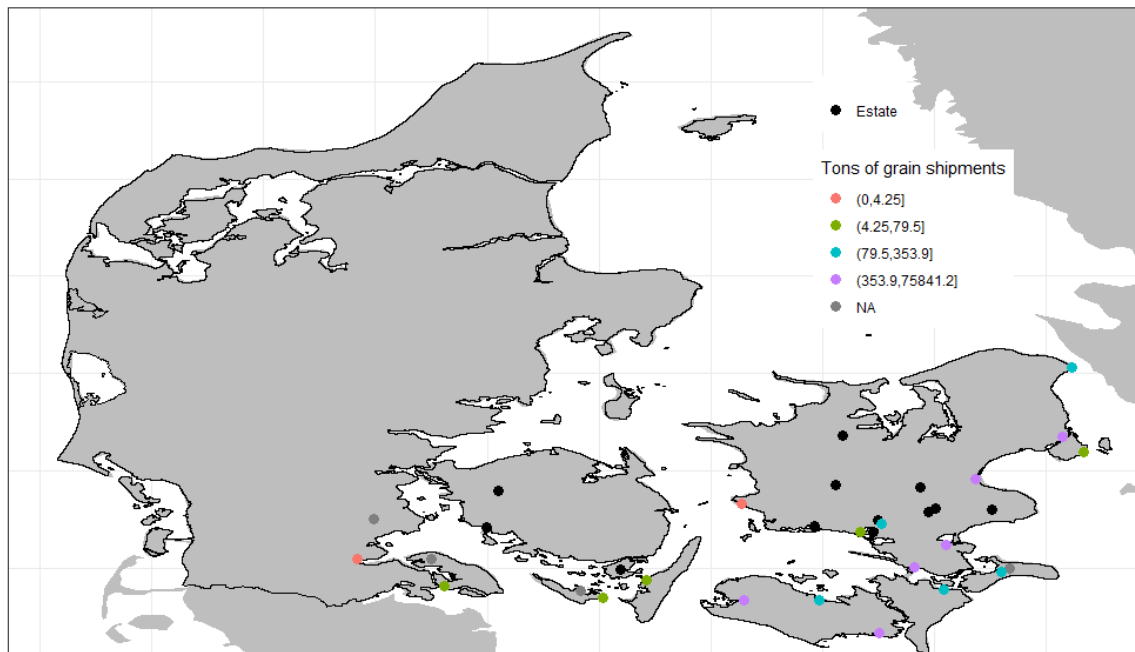 Estate
Tons of grain shipments
(0,4.25]
(4.25,79.5]
(79.5,353.9]
(353.9,75841.2]
NA